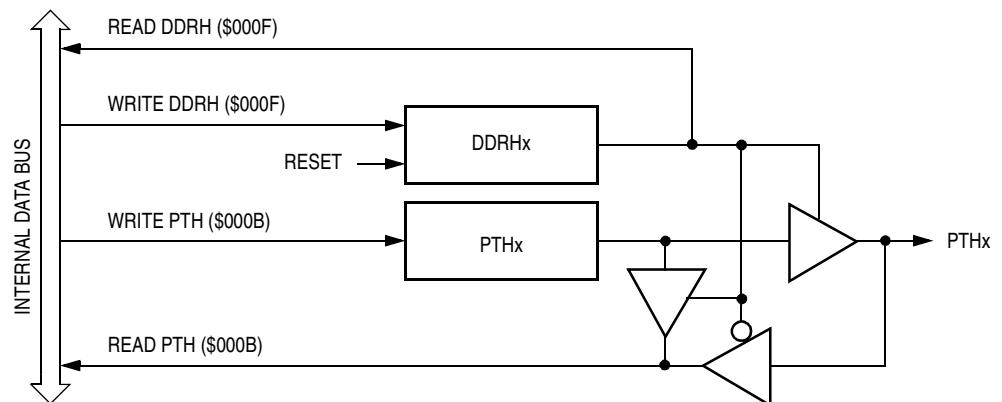 READ DDRH ($000F)
WRITE DDRH ($000F)
DDRHx
RESET
INTERNAL DATA BUS
WRITE PTH ($000B)
PTHx
PTHx
READ PTH ($000B)